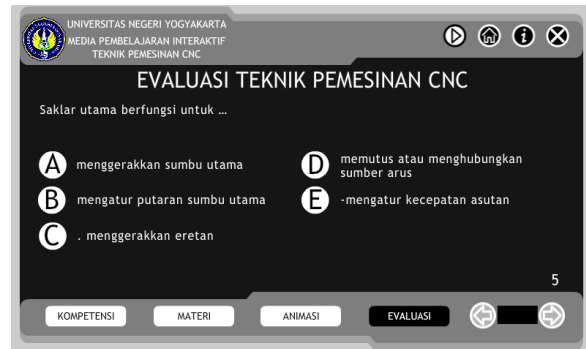 UNIVERSITAS NEGERI YOGYAKARTA
MEDIA PEMBELAJARAN INTERAKTIF
TEKNIK PEMESINAN CNC
EVALUASI TEKNIK PEMESINAN CNC
Saklar utama berfungsi untuk ...
A menggerakkan sumbu utama
B mengatur putaran sumbu utama
C . menggerakkan eretan
D memutus atau menghubungkan
sumber arus
E -mengatur kecepatan asutan
5
KOMPETENSI MATERI ANIMASI EVALUASI